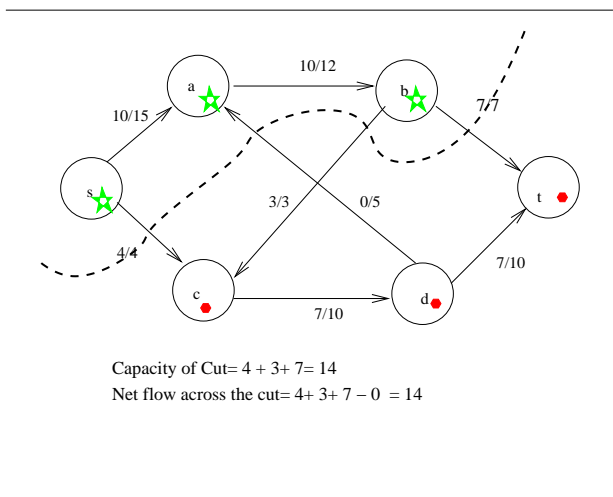 10/12
a
b
7/7
10/15
s
3/3
0/5
t
4/4
7/10
c
d
7/10
Capacity of Cut= 4 + 3+ 7= 14
Net flow across the cut= 4+ 3+ 7 − 0 = 14